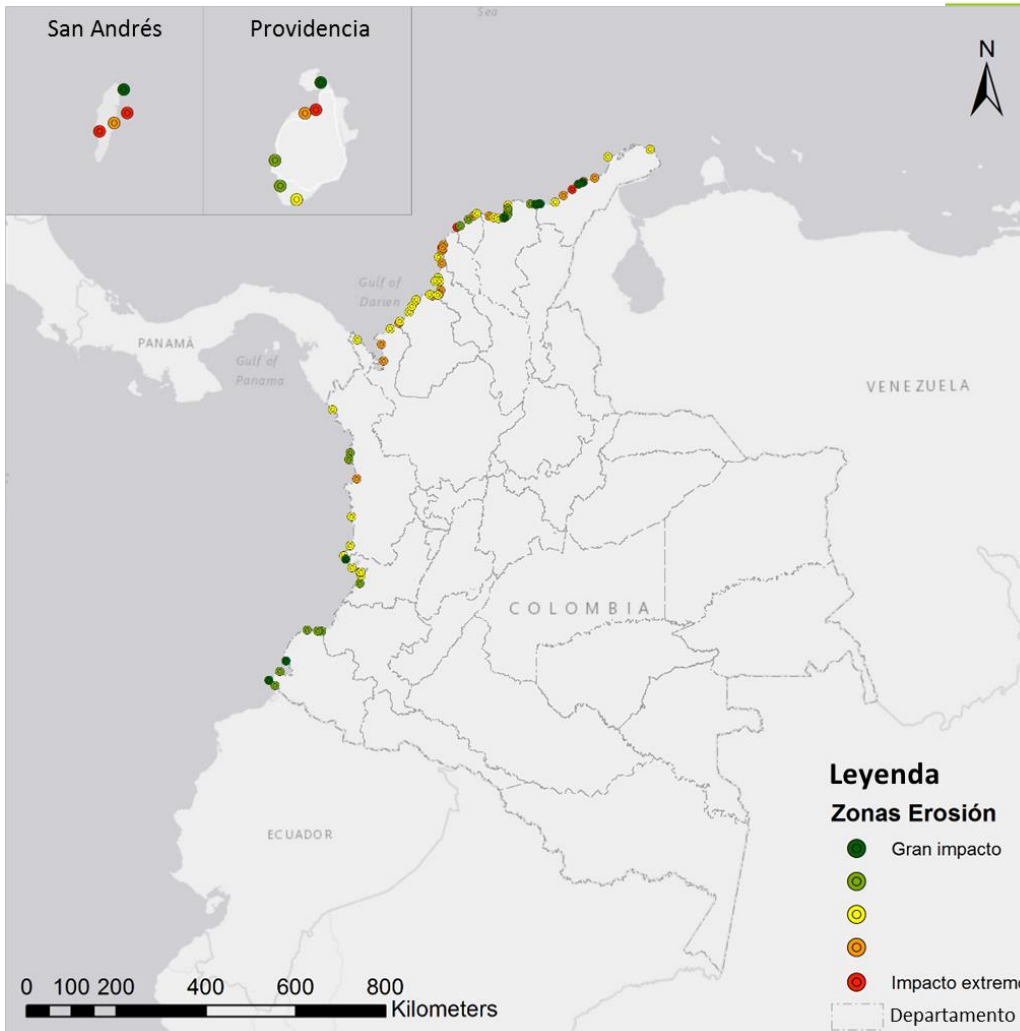 Sea
San Andrés
Providencia
N
Gulf of
Darien
PANAMÁ
Gulf of
Panama
VENEZUELA
COLOMBIA
ECUADOR
Leyenda
Zonas Erosión
Gran impacto
Impacto extremo
Departamento
0 100 200 400 600 800
Kilometers